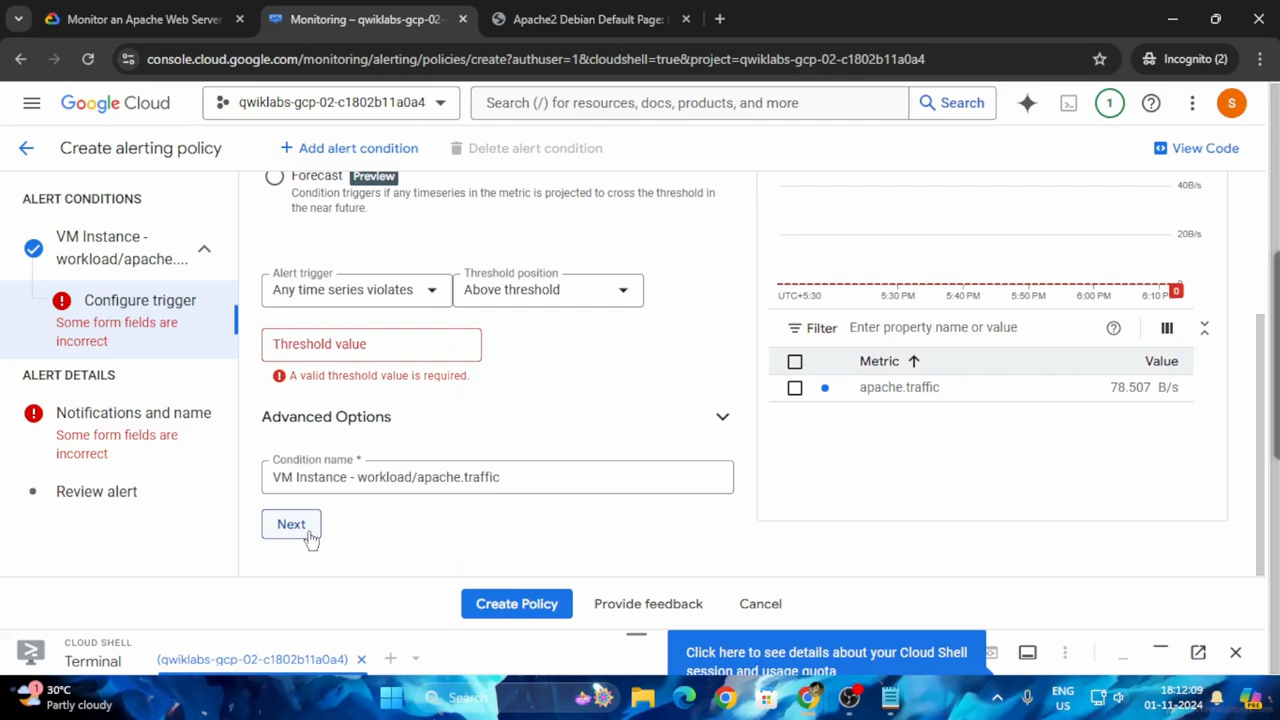 Monitor an Apache Web Server
Monitoring – qwiklabs-gcp-02-
Apache2 Debian Default Page:
console.cloud.google.com/monitoring/alerting/policies/create?authuser=1&cloudshell=true&project=qwiklabs-gcp-02-c1802b11a0a4
Incognito (2)
Google Cloud
qwiklabs-gcp-02-c1802b11a0a4
Search (/) for resources, docs, products, and more
Search
1
S
Create alerting policy
Add alert condition
Delete alert condition
View Code
ALERT CONDITIONS
VM Instance -
workload/apache....
Configure trigger
Some form fields are
incorrect
ALERT DETAILS
Notifications and name
Some form fields are
incorrect
Review alert
Forecast Preview
Condition triggers if any timeseries in the metric is projected to cross the threshold in
the near future.
Alert trigger
Any time series violates
Threshold position
Above threshold
Threshold value
A valid threshold value is required.
Advanced Options
Condition name *
VM Instance - workload/apache.traffic
Next
40B/s
20B/s
0
UTC+5:30 5:30 PM 5:40 PM 5:50 PM 6:00 PM 6:10 P
Filter Enter property name or value
Metric Value
apache.traffic 78.507 B/s
Create Policy
Provide feedback
Cancel
CLOUD SHELL
Terminal
(qwiklabs-gcp-02-c1802b11a0a4)
Click here to see details about your Cloud Shell
session and usage quota
1
30°C
Partly cloudy
Search
ENG
US
18:12:09
01-11-2024
PRE